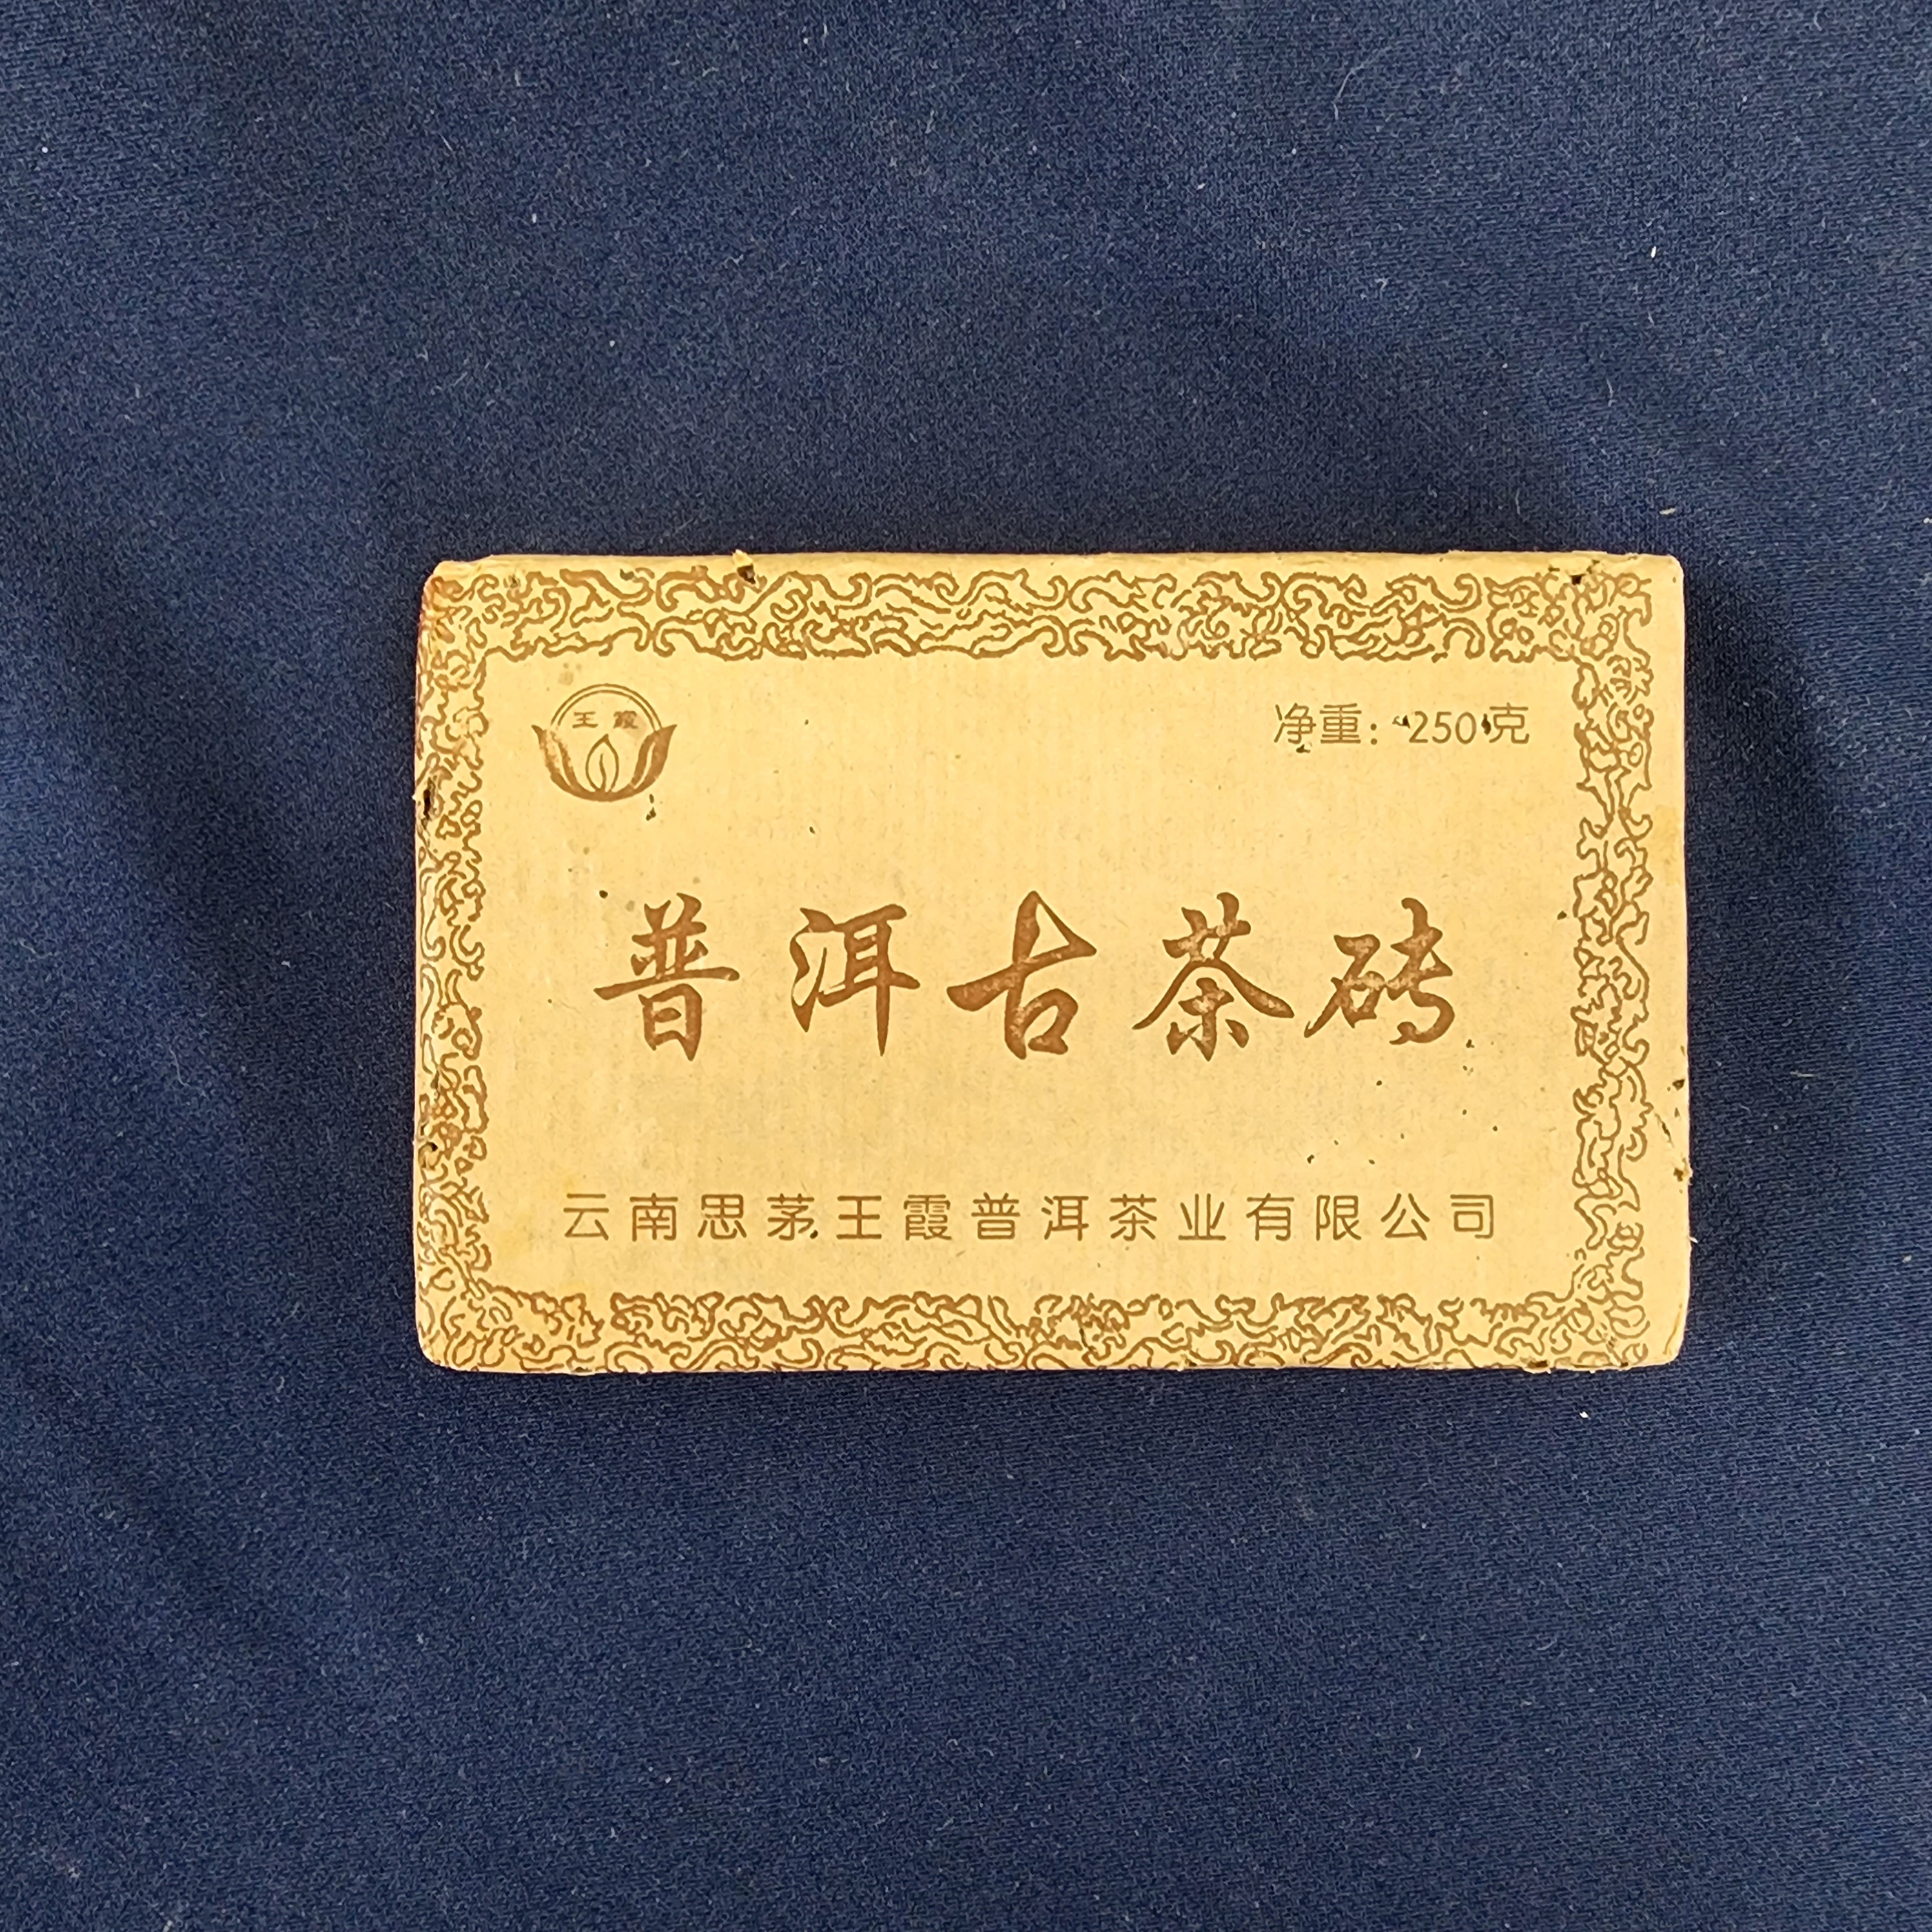 王霞
净重：250克
普洱古茶砖
云南思茅王霞普洱茶业有限公司